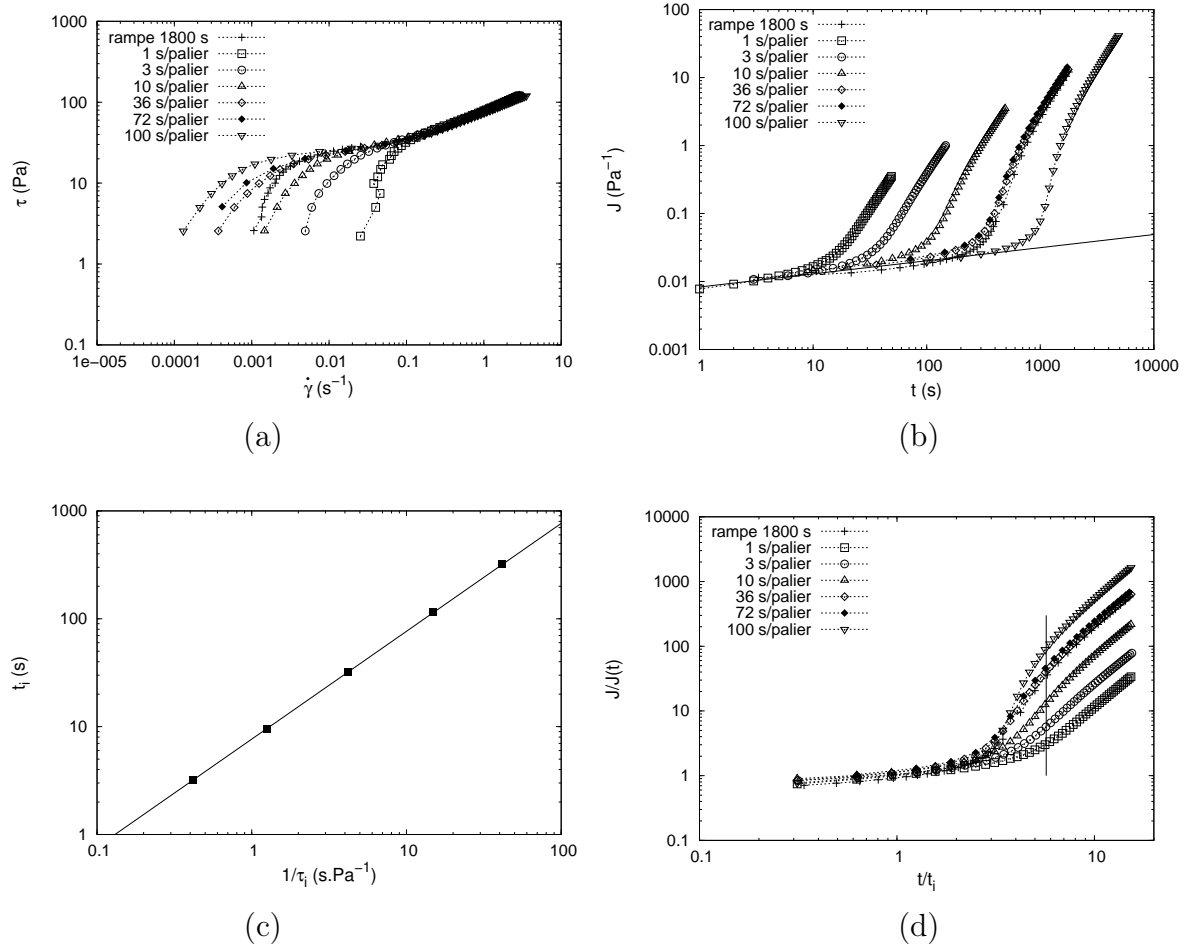 1000
100
10
1
0.1
τ (Pa)
rampe 1800 s
1 s/palier
3 s/palier
10 s/palier
36 s/palier
72 s/palier
100 s/palier
1e-005 0.0001 0.001 0.01 0.1 1 10
γ̇ (s⁻¹)
(a)
100
10
1
0.1
0.01
0.001
J (Pa⁻¹)
rampe 1800 s
1 s/palier
3 s/palier
10 s/palier
36 s/palier
72 s/palier
100 s/palier
1 10 100 1000 10000
t (s)
(b)
1000
100
10
1
tᵢ (s)
0.1 1 10 100
1/τᵢ (s.Pa⁻¹)
(c)
10000
1000
100
10
1
0.1
J/J(t)
rampe 1800 s
1 s/palier
3 s/palier
10 s/palier
36 s/palier
72 s/palier
100 s/palier
0.1 1 10
t/tᵢ
(d)